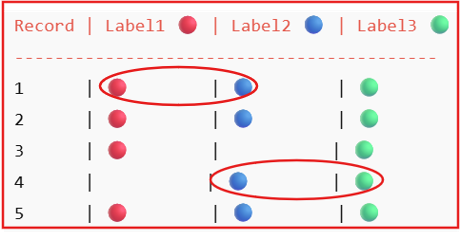 Record | Label1 🔴 | Label2 🔵 | Label3 🟢
-----------------------------------------
1 | 🔴 | 🔵 | 🟢
2 | 🔴 | 🔵 | 🟢
3 | 🔴 | | 🟢
4 | | 🔵 | 🟢
5 | 🔴 | 🔵 | 🟢